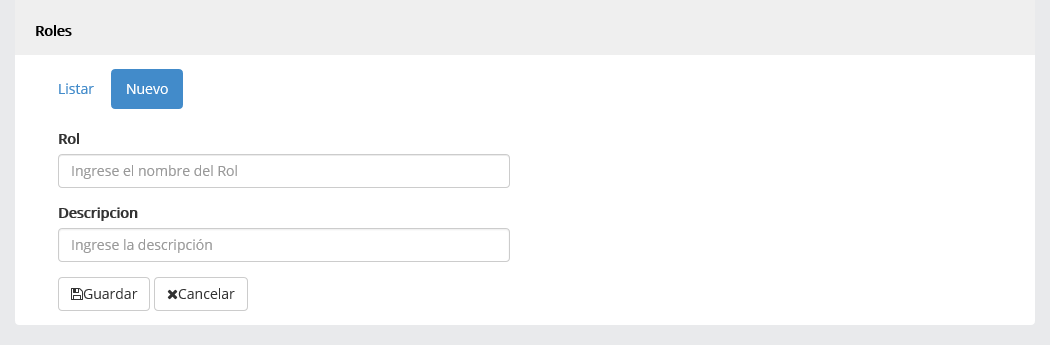 Roles
Listar Nuevo
Rol
Ingrese el nombre del Rol
Descripcion
Ingrese la descripción
Guardar Cancelar